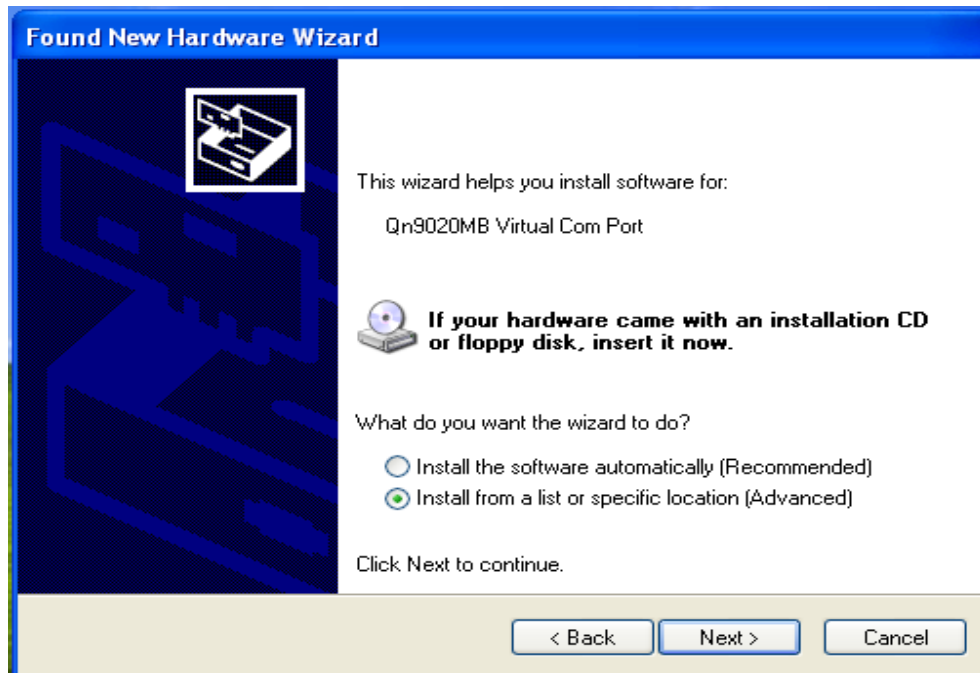 Found New Hardware Wizard
This wizard helps you install software for:
Qn9020MB Virtual Com Port
If your hardware came with an installation CD
or floppy disk, insert it now.
What do you want the wizard to do?
Install the software automatically (Recommended)
Install from a list or specific location (Advanced)
Click Next to continue.
< Back Next > Cancel